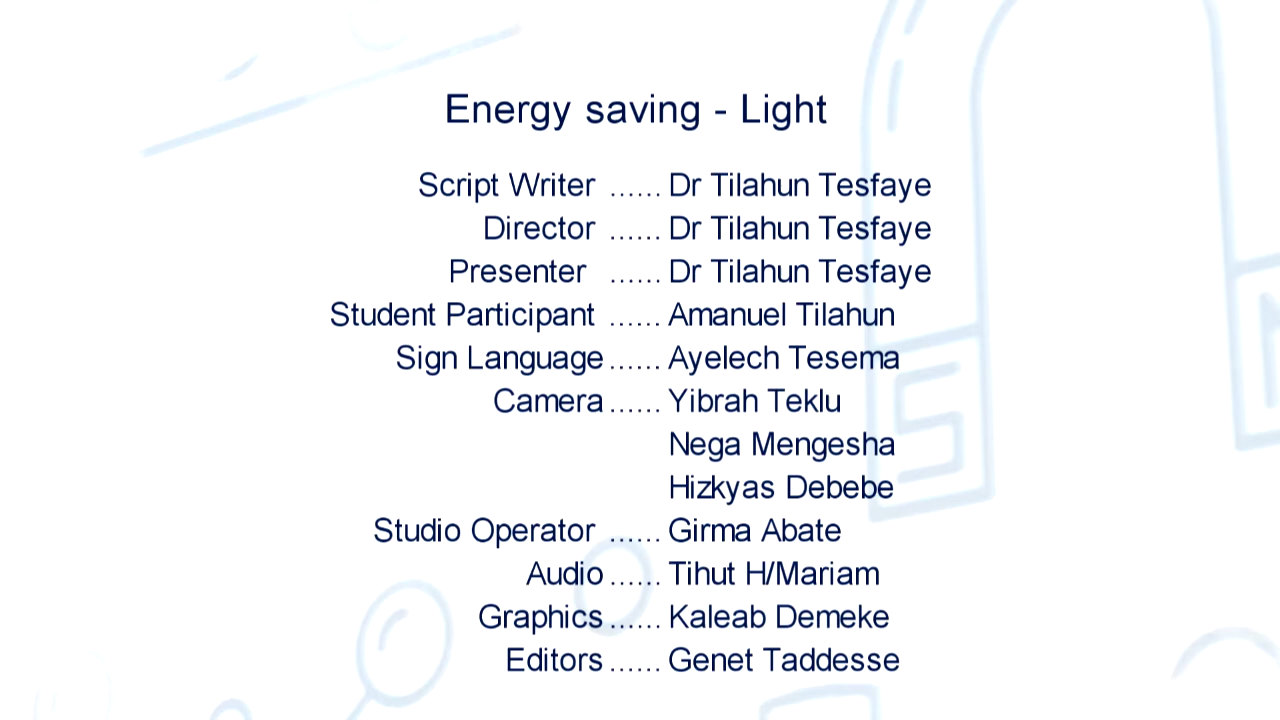 Energy saving - Light
Script Writer ...... Dr Tilahun Tesfaye
Director ...... Dr Tilahun Tesfaye
Presenter ...... Dr Tilahun Tesfaye
Student Participant ...... Amanuel Tilahun
Sign Language ...... Ayelech Tesema
Camera ...... Yibrah Teklu
Nega Mengesha
Hizkyas Debebe
Studio Operator ...... Girma Abate
Audio ...... Tihut H/Mariam
Graphics ...... Kaleab Demeke
Editors ...... Genet Taddesse
S
N